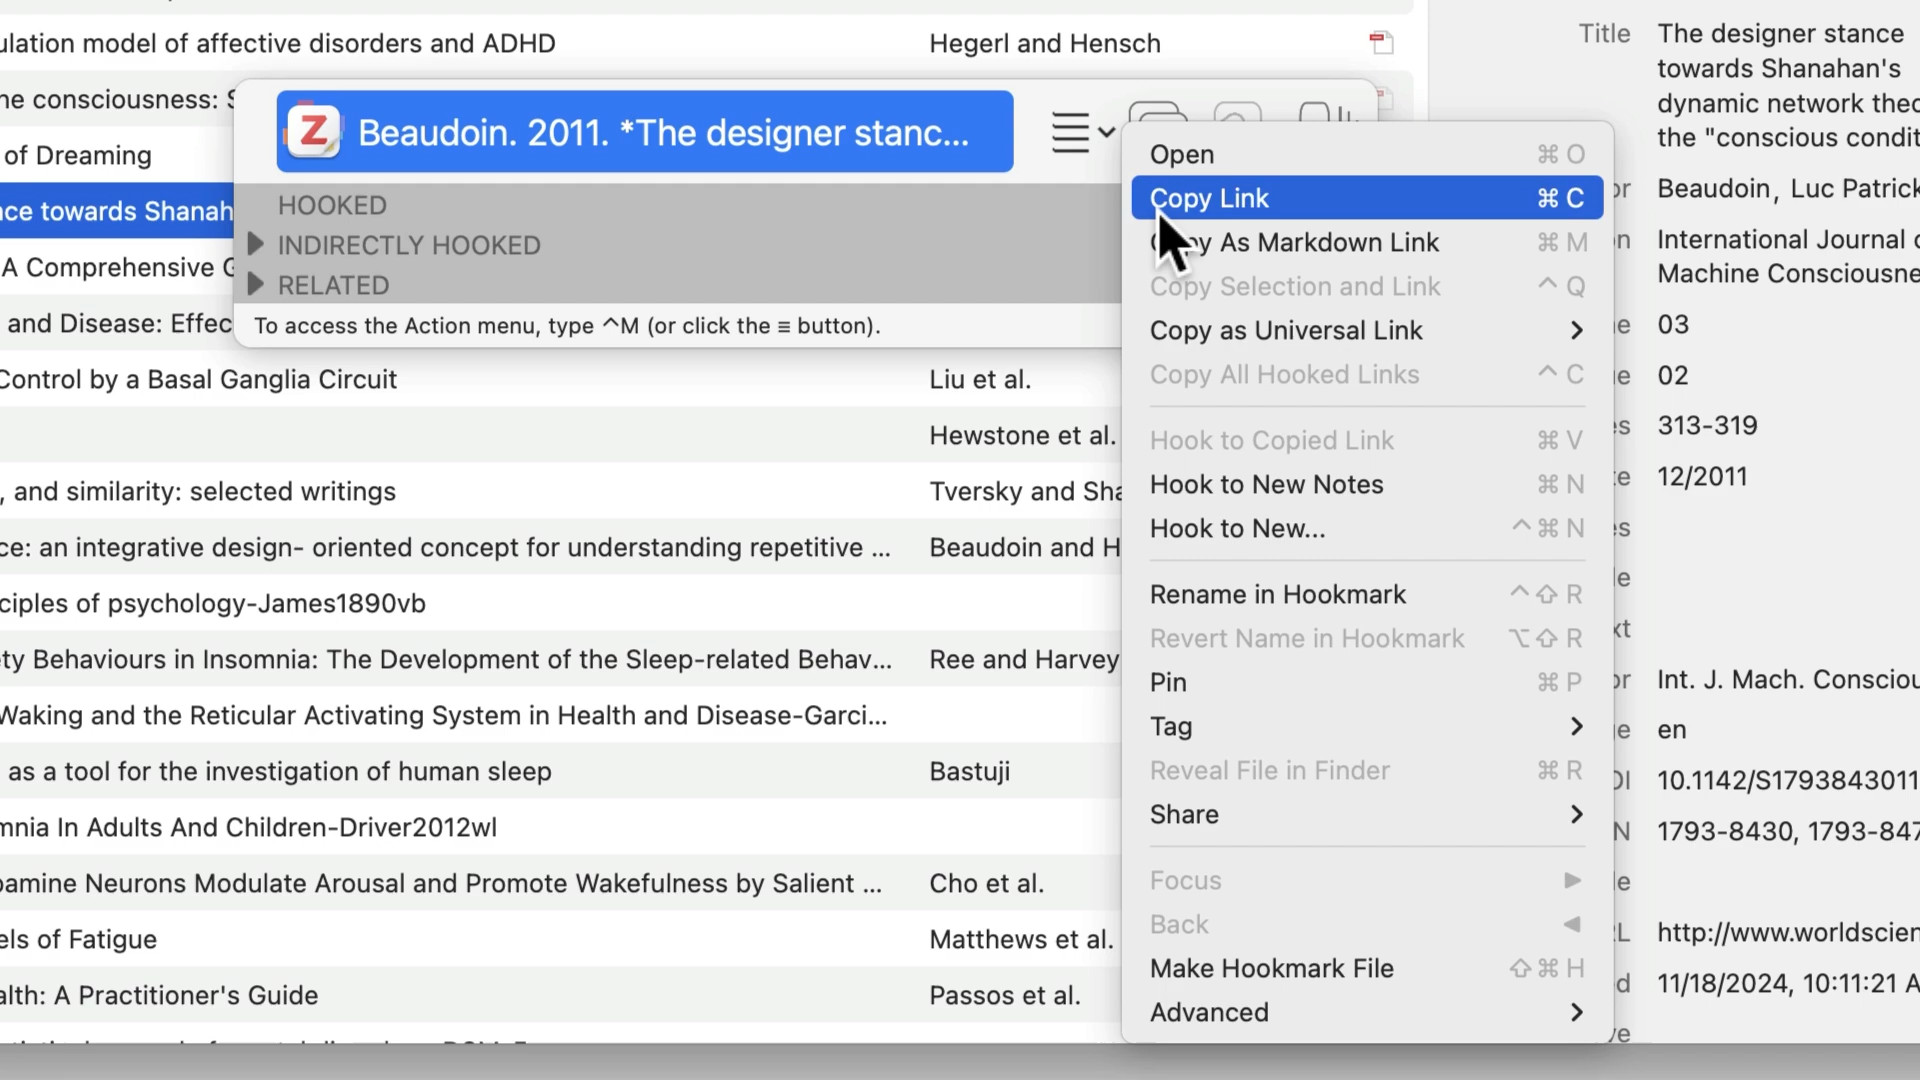 ulation model of affective disorders and ADHD
Hegerl and Hensch
ne consciousness:
of Dreaming
nce towards Shanah
A Comprehensive
and Disease: Effec
Control by a Basal Ganglia Circuit
Liu et al.
Hewstone et al.
, and similarity: selected writings
Tversky and Sha
ce: an integrative design- oriented concept for understanding repetitive ...
Beaudoin and H
ciples of psychology-James1890vb
ty Behaviours in Insomnia: The Development of the Sleep-related Behav...
Ree and Harvey
Waking and the Reticular Activating System in Health and Disease-Garci...
as a tool for the investigation of human sleep
Bastuji
mnia In Adults And Children-Driver2012wl
pamine Neurons Modulate Arousal and Promote Wakefulness by Salient ...
Cho et al.
els of Fatigue
Matthews et al.
alth: A Practitioner's Guide
Passos et al.
Z
Beaudoin. 2011. *The designer stanc...
HOOKED
INDIRECTLY HOOKED
RELATED
To access the Action menu, type ^M (or click the ≡ button).
Open ⌘ O
Copy Link ⌘ C
Copy As Markdown Link ⌘ M
Copy Selection and Link ^ Q
Copy as Universal Link
Copy All Hooked Links ^ C
Hook to Copied Link ⌘ V
Hook to New Notes ⌘ N
Hook to New... ^ ⌘ N
Rename in Hookmark ^ ⇧ R
Revert Name in Hookmark ⌥ ⇧ R
Pin ⌘ P
Tag
Reveal File in Finder ⌘ R
Share
Focus ▶
Back ◀
Make Hookmark File ⇧ ⌘ H
Advanced
Title The designer stance
towards Shanahan's
dynamic network theo
the "conscious condit
Beaudoin, Luc Patrick
International Journal o
Machine Consciousne
03
02
313-319
12/2011
Int. J. Mach. Consciou
en
10.1142/S1793843011
1793-8430, 1793-847
http://www.worldscien
11/18/2024, 10:11:21 A